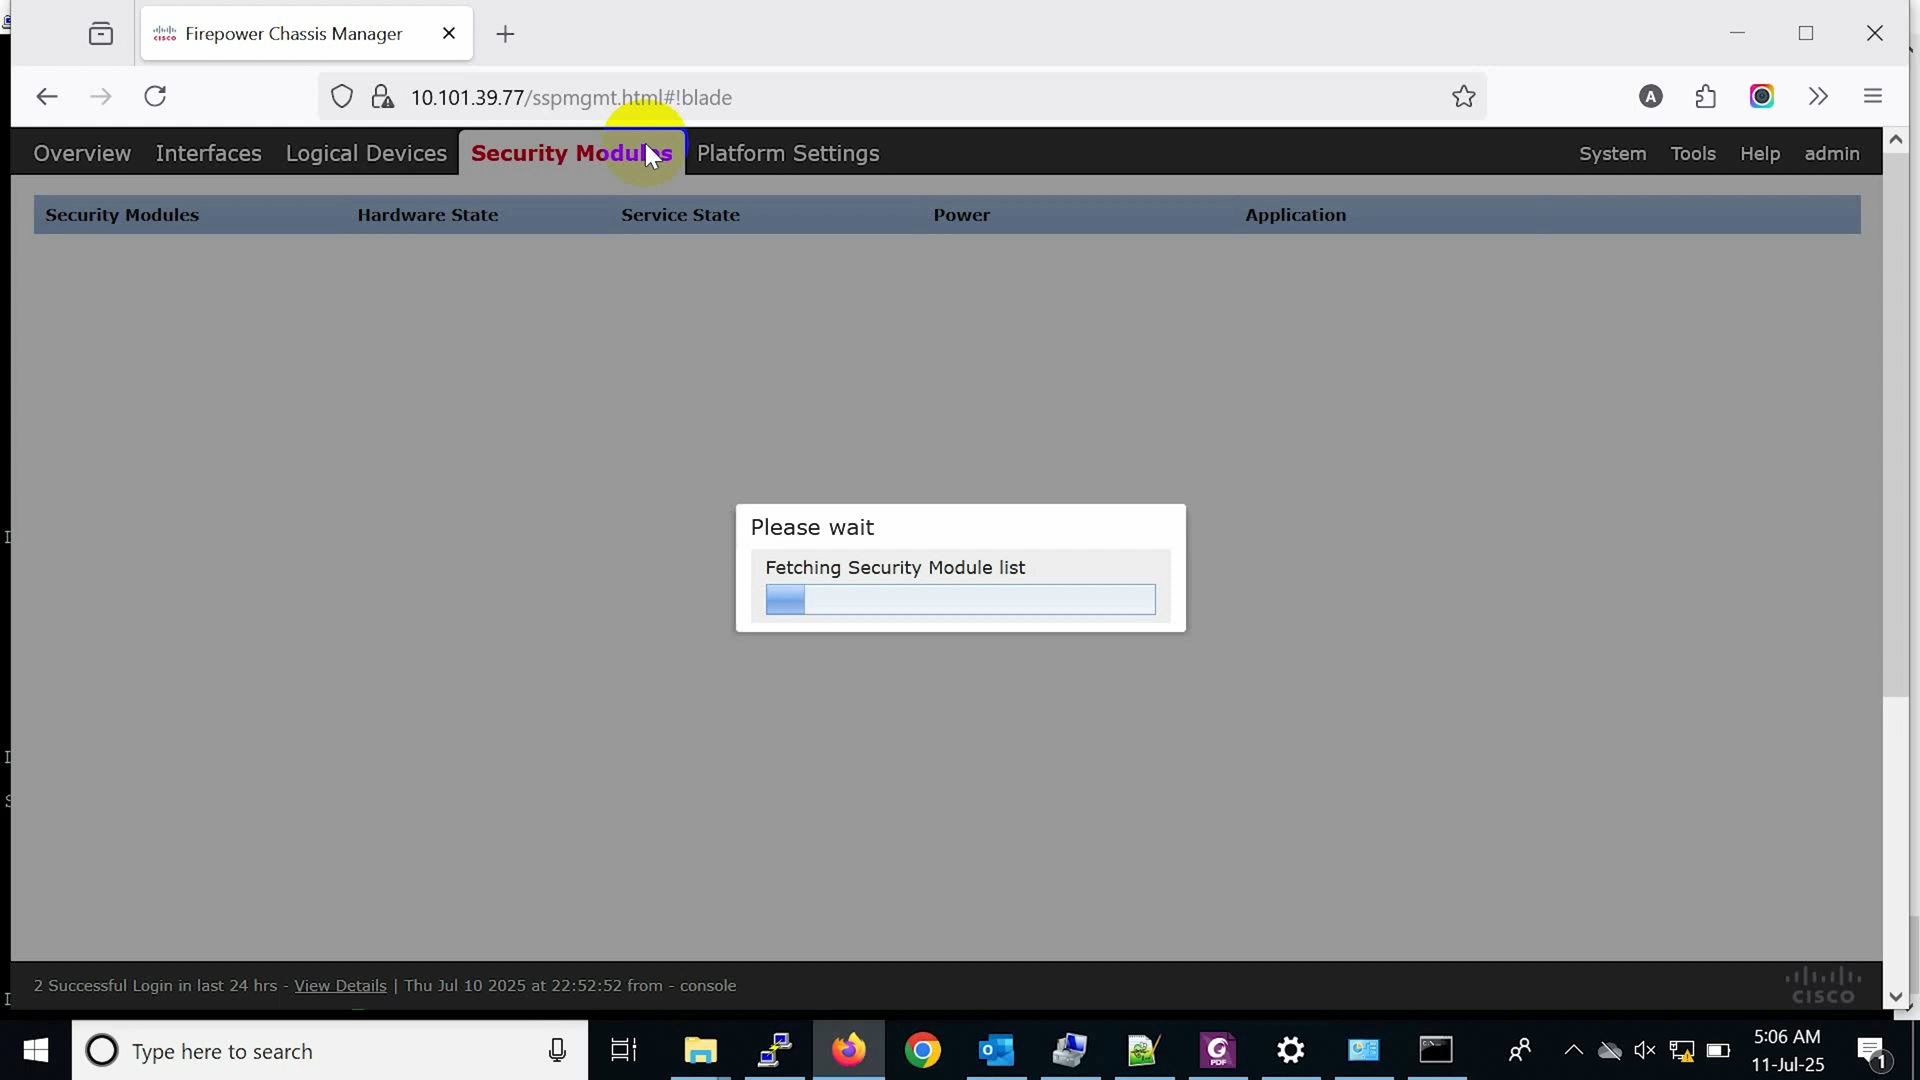 Firepower Chassis Manager
10.101.39.77/sspmgmt.html#!blade
A
Overview Interfaces Logical Devices Security Modules Platform Settings System Tools Help admin
Security Modules Hardware State Service State Power Application
Please wait
Fetching Security Module list
2 Successful Login in last 24 hrs - View Details | Thu Jul 10 2025 at 22:52:52 from - console
CISCO
Type here to search
5:06 AM
11-Jul-25
1